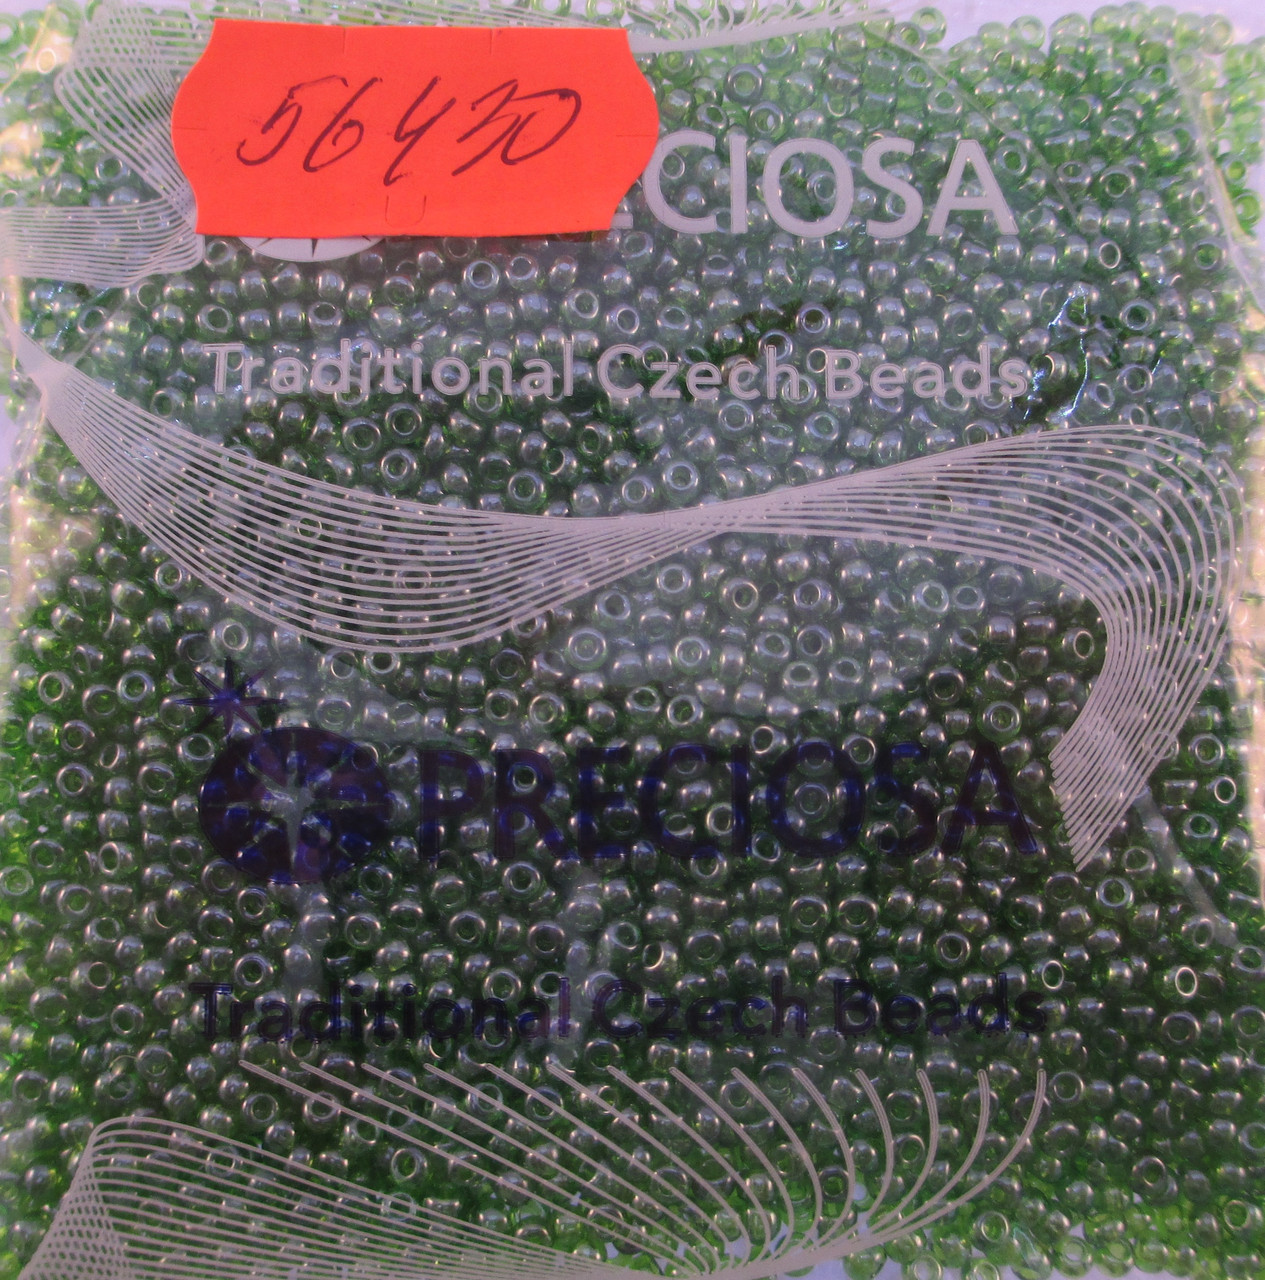 56430
PRECIOSA
Traditional Czech Beads
PRECIOSA
Traditional Czech Beads